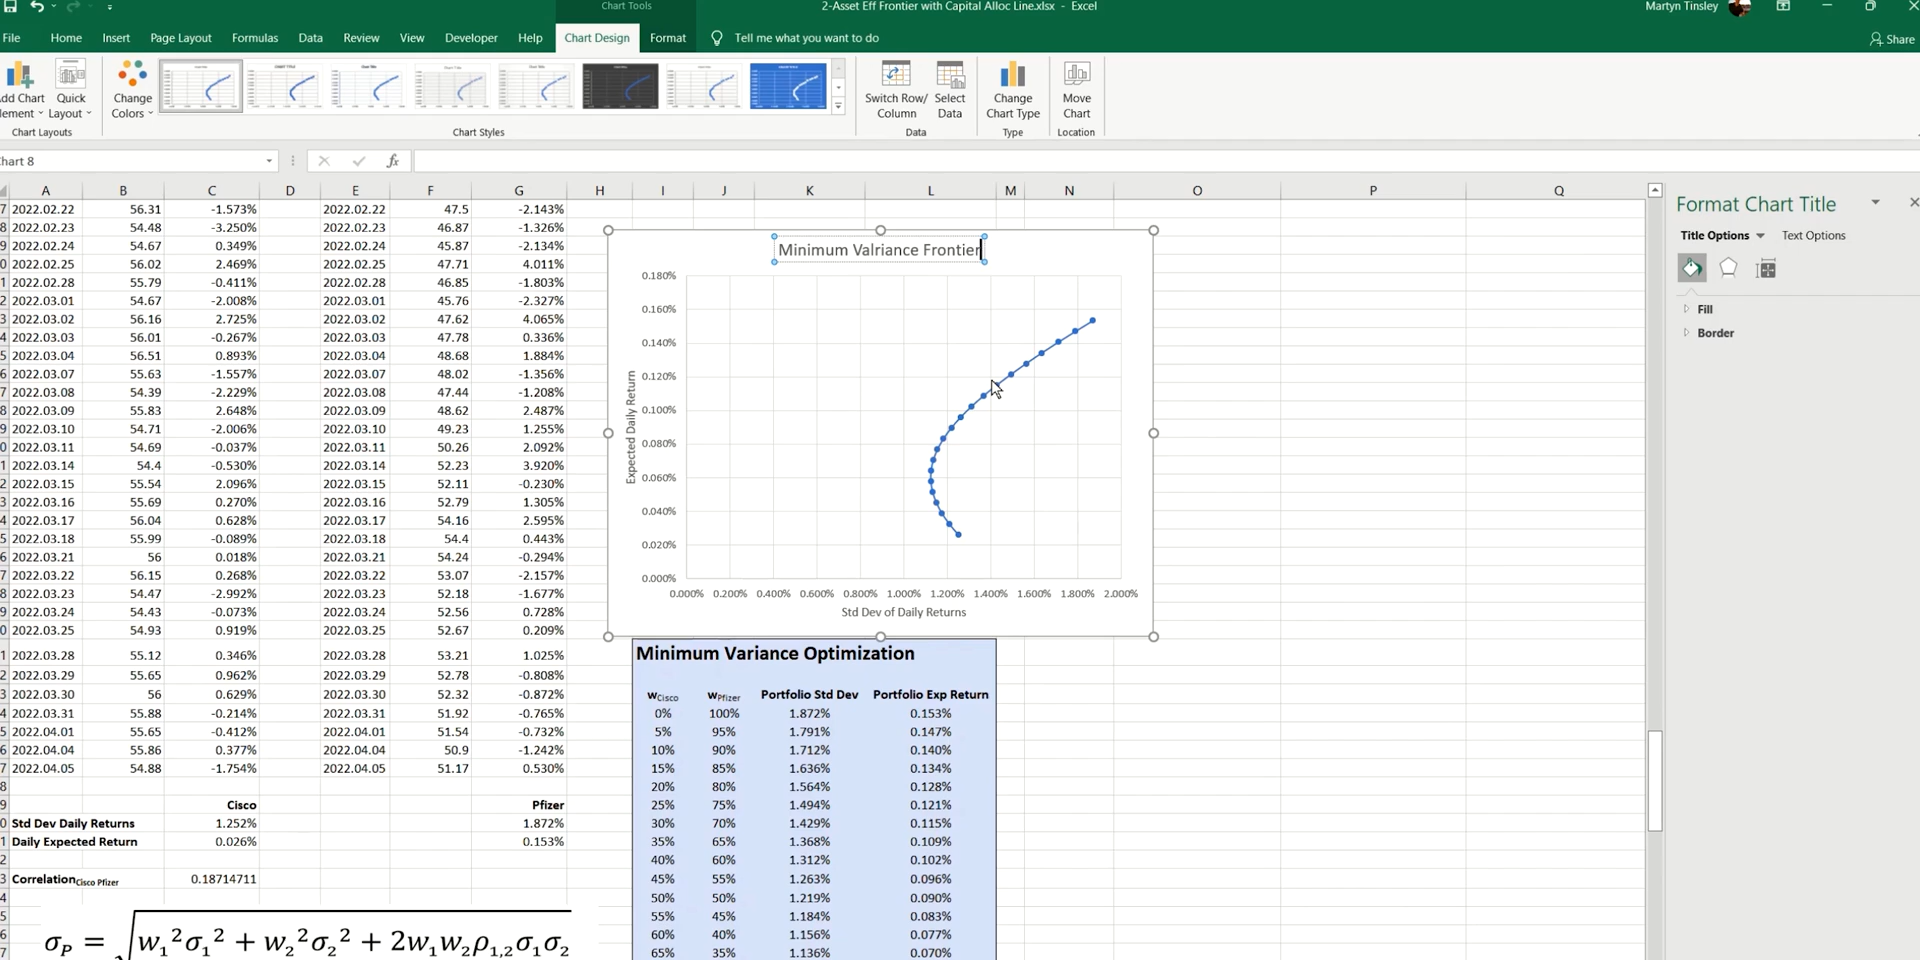 Chart Tools
2-Asset Eff Frontier with Capital Alloc Line.xlsx - Excel
Martyn Tinsley
File Home Insert Page Layout Formulas Data Review View Developer Help Chart Design Format Tell me what you want to do
Share
Quick Layout
Change Colors
Switch Row/ Column
Select Data
Change Chart Type
Move Chart
Chart Layouts
Chart Styles
Data
Type
Location
fx
A B C D E F G H I J K L M N O P Q
2022.02.22 56.31 -1.573% 2022.02.22 47.5 -2.143%
2022.02.23 54.48 -3.250% 2022.02.23 46.87 -1.326%
2022.02.24 54.67 0.349% 2022.02.24 45.87 -2.134%
2022.02.25 56.02 2.469% 2022.02.25 47.71 4.011%
2022.02.28 55.79 -0.411% 2022.02.28 46.85 -1.803%
2022.03.01 54.67 -2.008% 2022.03.01 45.76 -2.327%
2022.03.02 56.16 2.725% 2022.03.02 47.62 4.065%
2022.03.03 56.01 -0.267% 2022.03.03 47.78 0.336%
2022.03.04 56.51 0.893% 2022.03.04 48.68 1.884%
2022.03.07 55.63 -1.557% 2022.03.07 48.02 -1.356%
2022.03.08 54.39 -2.229% 2022.03.08 47.44 -1.208%
2022.03.09 55.83 2.648% 2022.03.09 48.62 2.487%
2022.03.10 54.71 -2.006% 2022.03.10 49.23 1.255%
2022.03.11 54.69 -0.037% 2022.03.11 50.26 2.092%
2022.03.14 54.4 -0.530% 2022.03.14 52.23 3.920%
2022.03.15 55.54 2.096% 2022.03.15 52.11 -0.230%
2022.03.16 55.69 0.270% 2022.03.16 52.79 1.305%
2022.03.17 56.04 0.628% 2022.03.17 54.16 2.595%
2022.03.18 55.99 -0.089% 2022.03.18 54.4 0.443%
2022.03.21 56 0.018% 2022.03.21 54.24 -0.294%
2022.03.22 56.15 0.268% 2022.03.22 53.07 -2.157%
2022.03.23 54.47 -2.992% 2022.03.23 52.18 -1.677%
2022.03.24 54.43 -0.073% 2022.03.24 52.56 0.728%
2022.03.25 54.93 0.919% 2022.03.25 52.67 0.209%
2022.03.28 55.12 0.346% 2022.03.28 53.21 1.025%
2022.03.29 55.65 0.962% 2022.03.29 52.78 -0.808%
2022.03.30 56 0.629% 2022.03.30 52.32 -0.872%
2022.03.31 55.88 -0.214% 2022.03.31 51.92 -0.765%
2022.04.01 55.65 -0.412% 2022.04.01 51.54 -0.732%
2022.04.04 55.86 0.377% 2022.04.04 50.9 -1.242%
2022.04.05 54.88 -1.754% 2022.04.05 51.17 0.530%
Cisco Pfizer
Std Dev Daily Returns 1.252% 1.872%
Daily Expected Return 0.026% 0.153%
Correlation Cisco Pfizer 0.18714711
σP = √w₁²σ₁² + w₂²σ₂² + 2w₁w₂ρ₁,₂σ₁σ₂
Minimum Valriance Frontier
Expected Daily Return
0.180%
0.160%
0.140%
0.120%
0.100%
0.080%
0.060%
0.040%
0.020%
0.000%
0.000% 0.200% 0.400% 0.600% 0.800% 1.000% 1.200% 1.400% 1.600% 1.800% 2.000%
Std Dev of Daily Returns
Minimum Variance Optimization
wCisco wPfizer Portfolio Std Dev Portfolio Exp Return
0% 100% 1.872% 0.153%
5% 95% 1.791% 0.147%
10% 90% 1.712% 0.140%
15% 85% 1.636% 0.134%
20% 80% 1.564% 0.128%
25% 75% 1.494% 0.121%
30% 70% 1.429% 0.115%
35% 65% 1.368% 0.109%
40% 60% 1.312% 0.102%
45% 55% 1.263% 0.096%
50% 50% 1.219% 0.090%
55% 45% 1.184% 0.083%
60% 40% 1.156% 0.077%
65% 35% 1.136% 0.070%
Format Chart Title
Title Options Text Options
Fill
Border